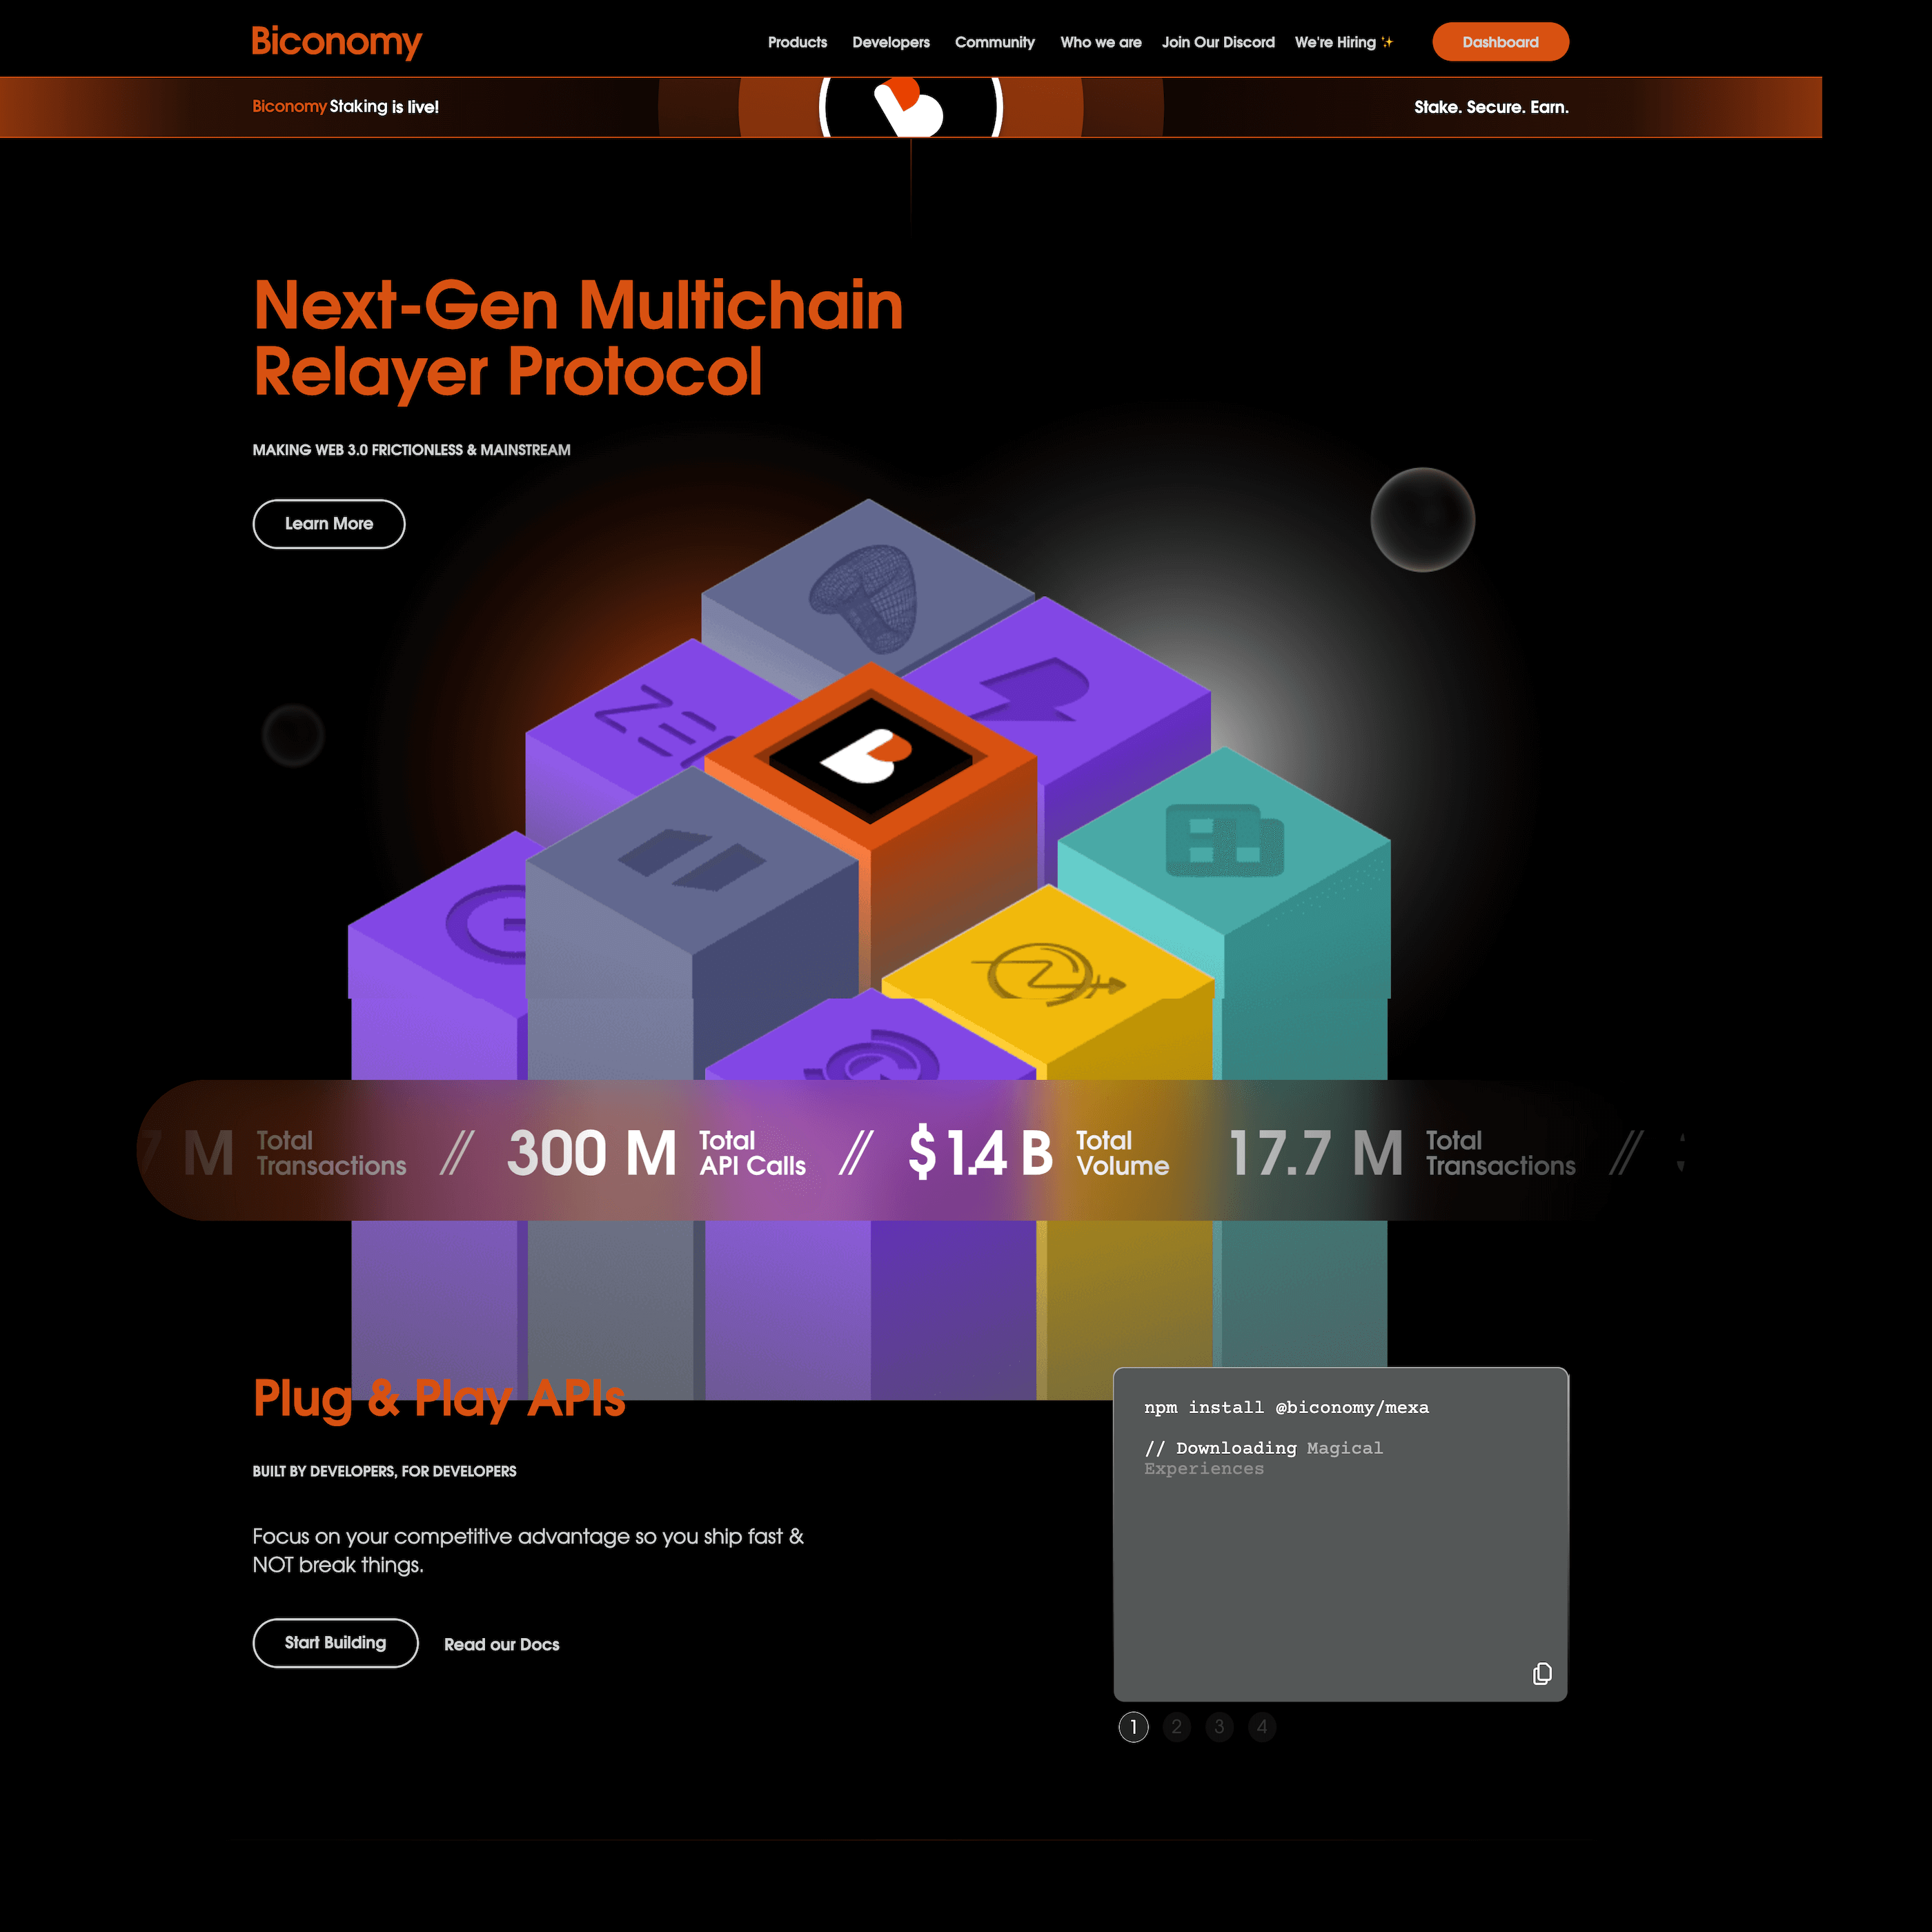 Biconomy
Products Developers Community Who we are Join Our Discord We're Hiring ✨ Dashboard
Biconomy Staking is live!
Stake. Secure. Earn.
Next-Gen Multichain
Relayer Protocol
MAKING WEB 3.0 FRICTIONLESS & MAINSTREAM
Learn More
7 M Total
Transactions
//
300 M Total
API Calls
//
$1.4 B Total
Volume
17.7 M Total
Transactions
//
Plug & Play APIs
BUILT BY DEVELOPERS, FOR DEVELOPERS
Focus on your competitive advantage so you ship fast &
NOT break things.
Start Building Read our Docs
npm install @biconomy/mexa
// Downloading Magical
Experiences
1 2 3 4